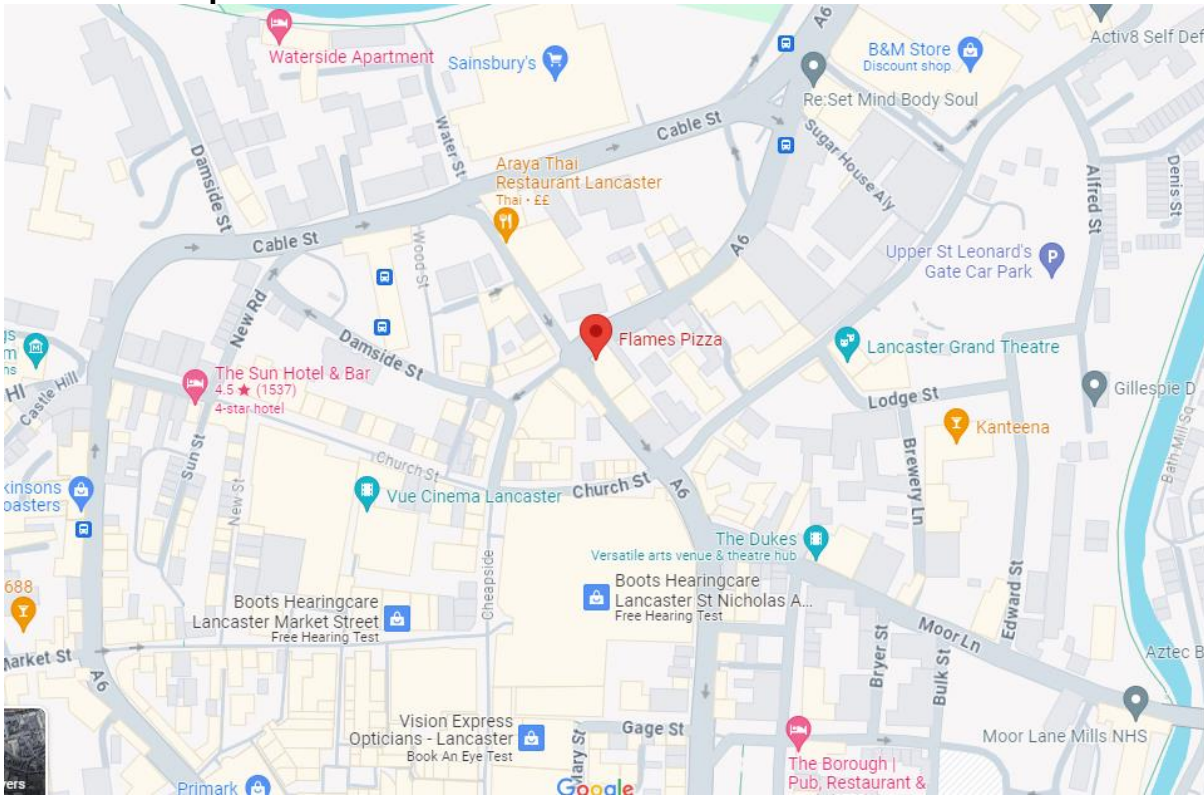 Waterside Apartment
Sainsbury's
A6
B&M Store
Discount shop
Activ8 Self Def
Re:Set Mind Body Soul
Water St
Cable St
Damside St
Araya Thai
Restaurant Lancaster
Thai • ££
Sugar House Aly
Alfred St
Denis St
Cable St
Wood St
A6
Upper St Leonard's
Gate Car Park
P
New Rd
Damside St
Flames Pizza
Lancaster Grand Theatre
Castle Hill
The Sun Hotel & Bar
4.5 ★ (1537)
4-star hotel
Lodge St
Gillespie D
Kanteena
Sun St
Church St
Brewery Ln
Bath Mill Sq
kinsons
oasters
New St
Vue Cinema Lancaster
Church St
A6
The Dukes
Versatile arts venue & theatre hub
Cheapside
Edward St
688
Boots Hearingcare
Lancaster Market Street
Free Hearing Test
Boots Hearingcare
Lancaster St Nicholas A...
Free Hearing Test
Moor Ln
Market St
A6
Bryer St
Bulk St
Aztec B
Vision Express
Opticians - Lancaster
Book An Eye Test
Gage St
Mary St
Moor Lane Mills NHS
The Borough |
Pub, Restaurant &
Primark
Google
yers